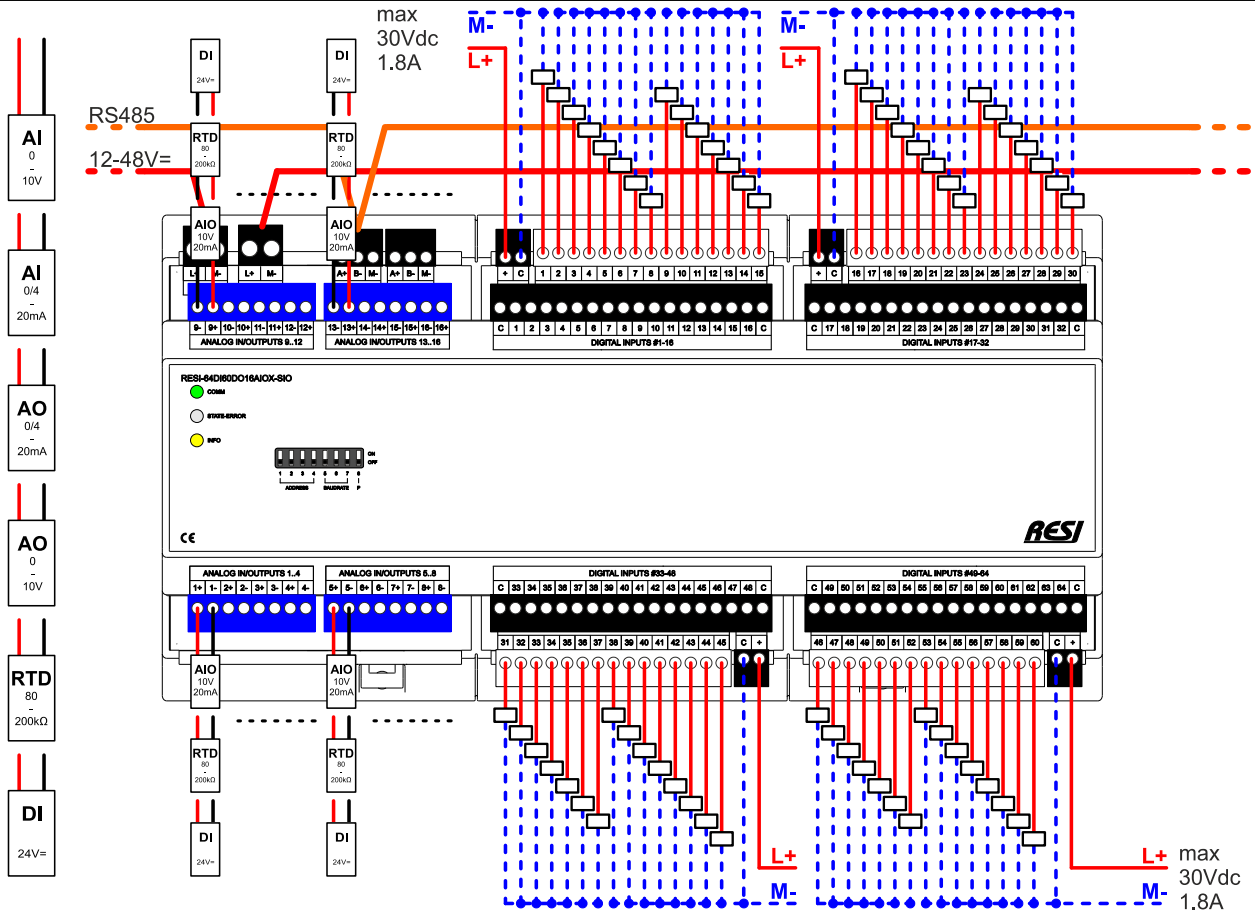 max
30Vdc
1.8A
M-
L+
M-
L+
AI
0
-
10V
AI
0/4
-
20mA
AO
0/4
-
20mA
AO
0
-
10V
RTD
80
-
200kΩ
DI
24V=
DI
24V=
DI
24V=
RS485
12-48V=
RTD
80
-
200kΩ
RTD
80
-
200kΩ
AIO
10V
20mA
AIO
10V
20mA
L+ M- L+ M- A+ B- M- A+ B- M-
+ C 1 2 3 4 5 6 7 8 9 10 11 12 13 14 15
+ C 16 17 18 19 20 21 22 23 24 25 26 27 28 29 30
9- 9+ 10- 10+ 11- 11+ 12- 12+
13- 13+ 14- 14+ 15- 15+ 16- 16+
C 1 2 3 4 5 6 7 8 9 10 11 12 13 14 15 16 C
C 17 18 19 20 21 22 23 24 25 26 27 28 29 30 31 32 C
ANALOG IN/OUTPUTS 9..12
ANALOG IN/OUTPUTS 13..16
DIGITAL INPUTS #1-16
DIGITAL INPUTS #17-32
RESI-64DI60DO16AIOX-SIO
COMM
STATE-ERROR
INFO
ON
OFF
1 2 3 4 5 6 7 8
ADDRESS BAUDRATE P
CE
RESI
ANALOG IN/OUTPUTS 1..4
ANALOG IN/OUTPUTS 5..8
DIGITAL INPUTS #33-48
DIGITAL INPUTS #49-64
1+ 1- 2+ 2- 3+ 3- 4+ 4-
5+ 5- 6+ 6- 7+ 7- 8+ 8-
C 33 34 35 36 37 38 39 40 41 42 43 44 45 46 47 48 C
C 49 50 51 52 53 54 55 56 57 58 59 60 61 62 63 64 C
31 32 33 34 35 36 37 38 39 40 41 42 43 44 45 C +
46 47 48 49 50 51 52 53 54 55 56 57 58 59 60 C +
AIO
10V
20mA
AIO
10V
20mA
RTD
80
-
200kΩ
RTD
80
-
200kΩ
DI
24V=
DI
24V=
L+
M-
L+
M-
max
30Vdc
1.8A